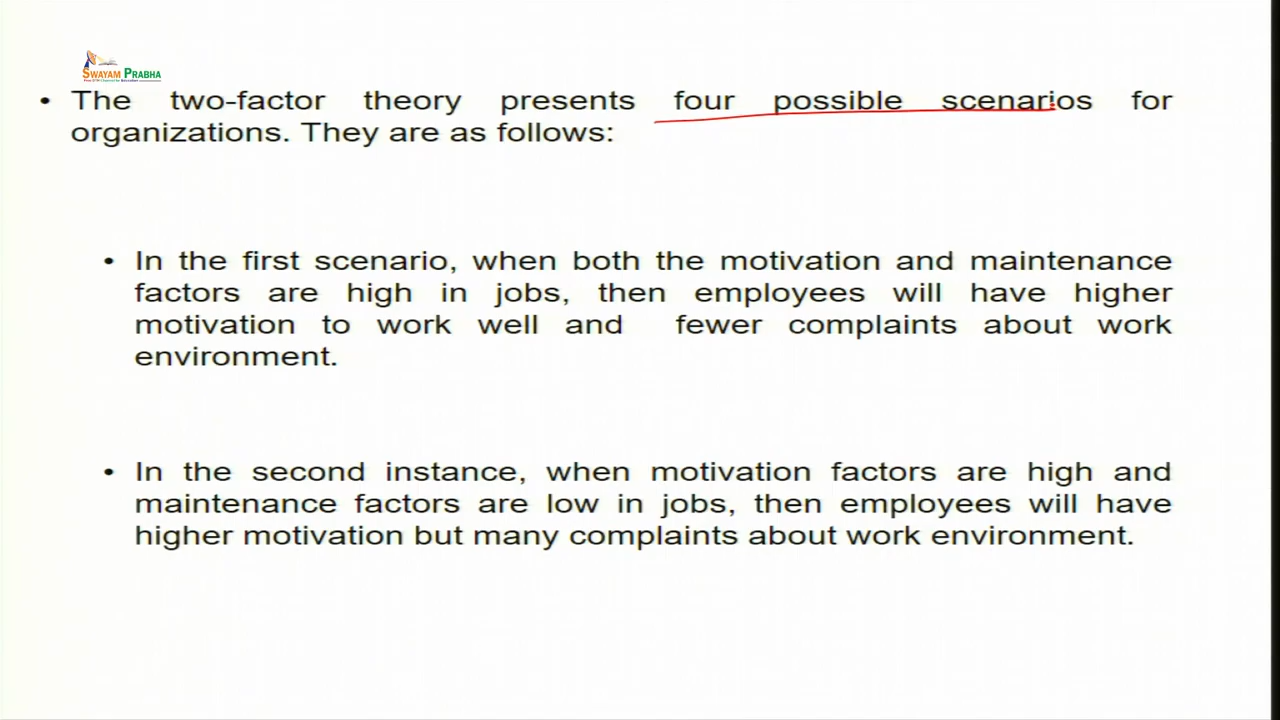 SWAYAM PRABHA
• The two-factor theory presents four possible scenarios for
organizations. They are as follows:
• In the first scenario, when both the motivation and maintenance
factors are high in jobs, then employees will have higher
motivation to work well and fewer complaints about work
environment.
• In the second instance, when motivation factors are high and
maintenance factors are low in jobs, then employees will have
higher motivation but many complaints about work environment.